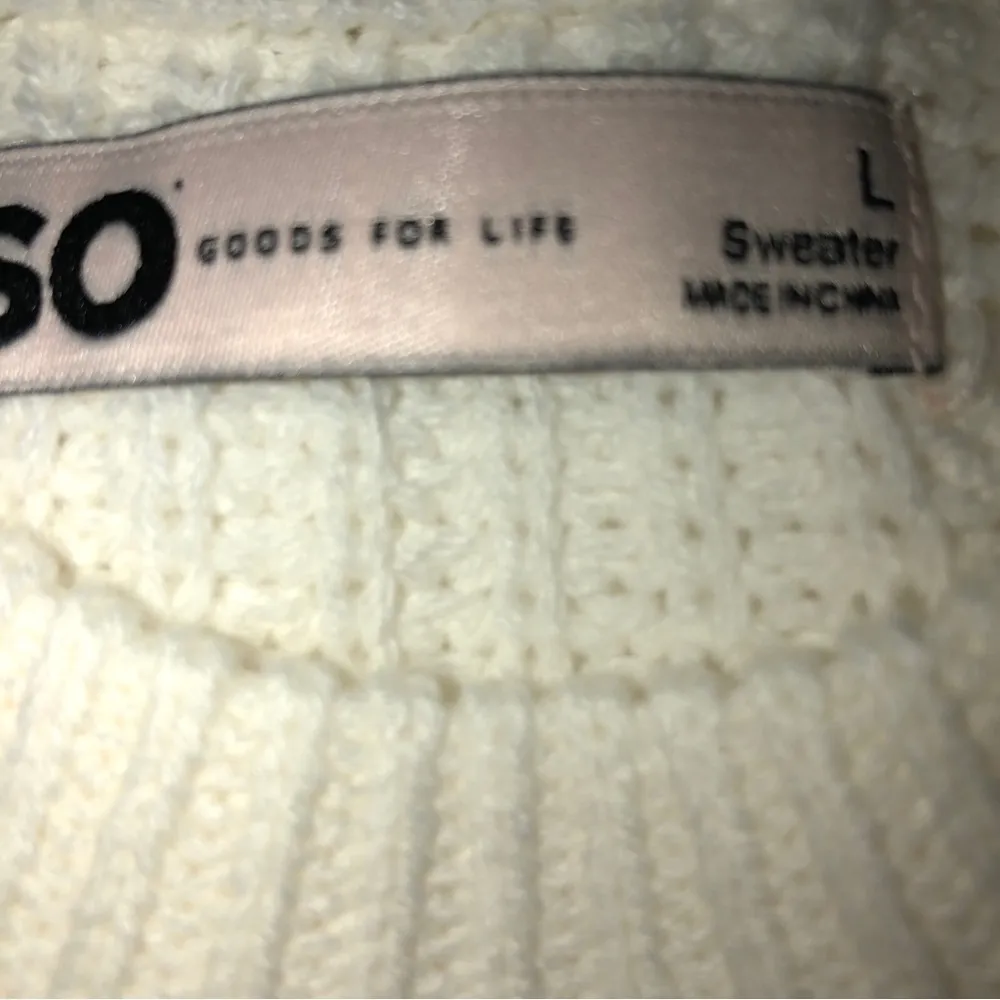 SO GOODS FOR LIFE
L
Sweater
MADE IN CHINA